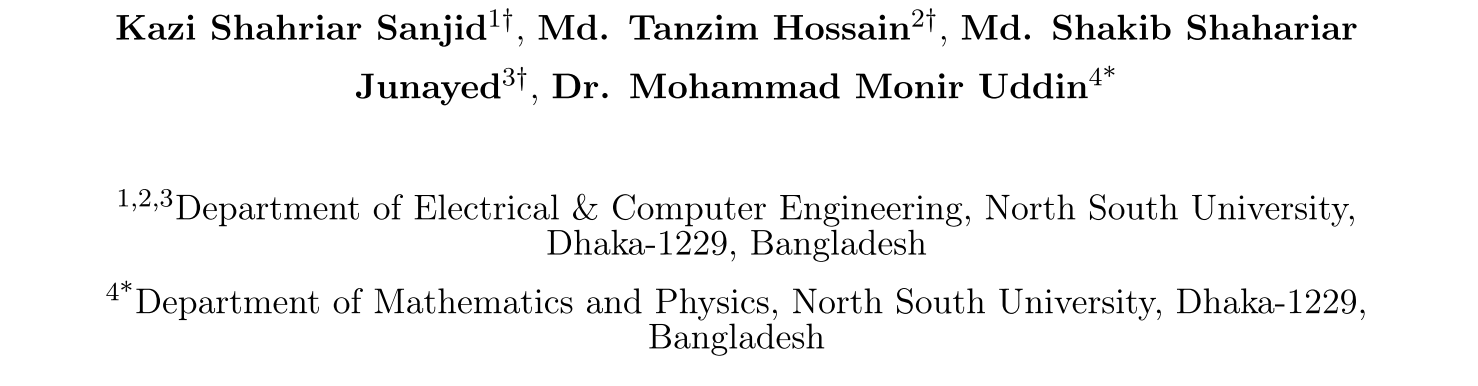 Kazi Shahriar Sanjid¹†, Md. Tanzim Hossain²†, Md. Shakib Shahariar
Junayed³†, Dr. Mohammad Monir Uddin⁴*
¹,²,³Department of Electrical & Computer Engineering, North South University,
Dhaka-1229, Bangladesh
⁴*Department of Mathematics and Physics, North South University, Dhaka-1229,
Bangladesh